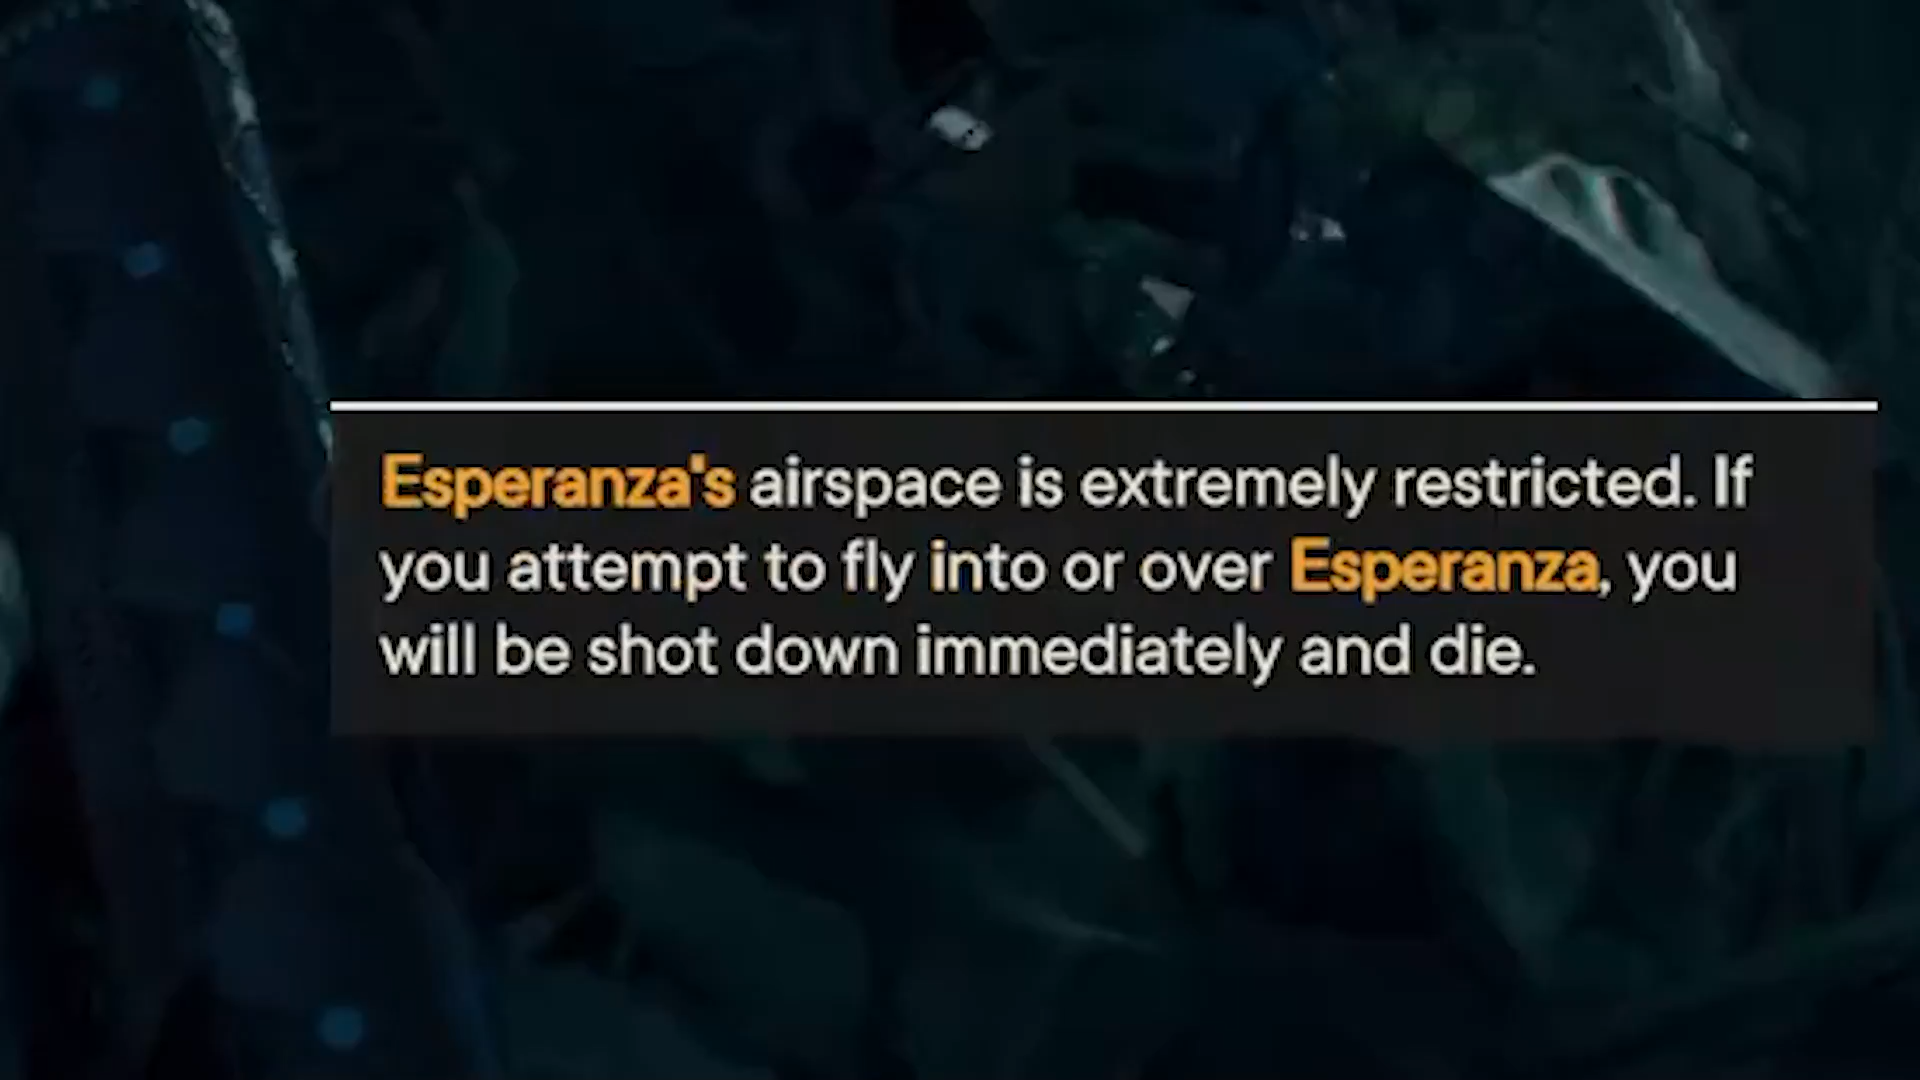 Esperanza's airspace is extremely restricted. If
you attempt to fly into or over Esperanza, you
will be shot down immediately and die.